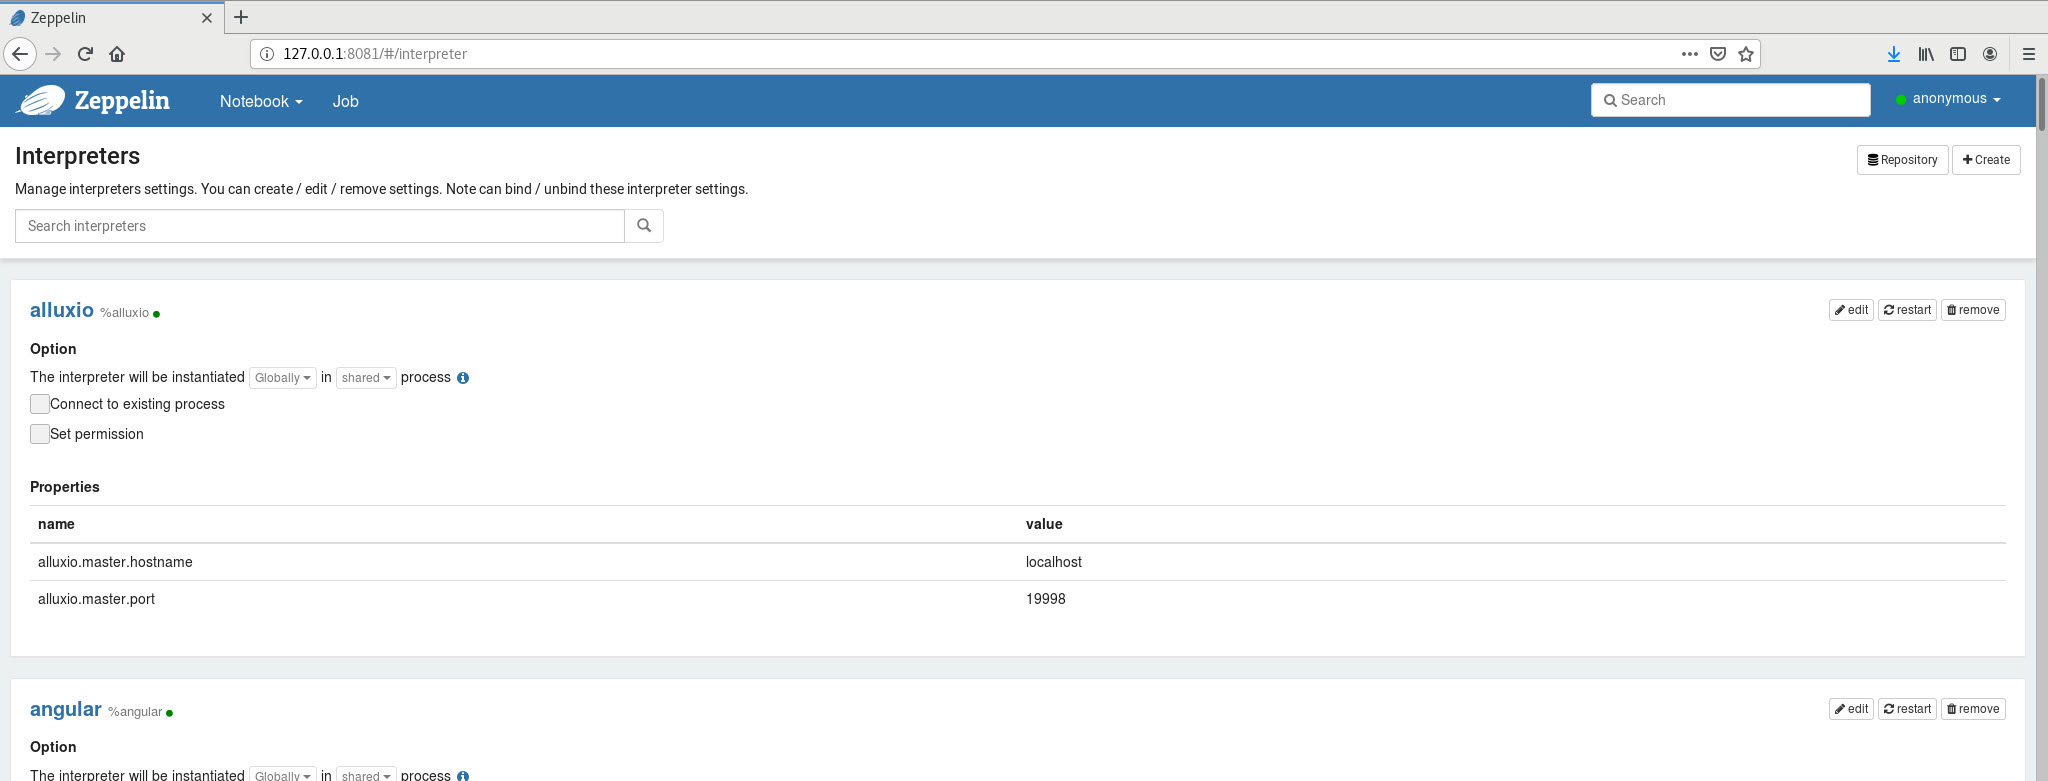 Zeppelin
127.0.0.1:8081/#/interpreter
Zeppelin Notebook Job Search anonymous
Interpreters
Repository Create
Manage interpreters settings. You can create / edit / remove settings. Note can bind / unbind these interpreter settings.
Search interpreters
alluxio %alluxio edit restart remove
Option
The interpreter will be instantiated Globally in shared process
Connect to existing process
Set permission
Properties
name value
alluxio.master.hostname localhost
alluxio.master.port 19998
angular %angular edit restart remove
Option
The interpreter will be instantiated Globally in shared process